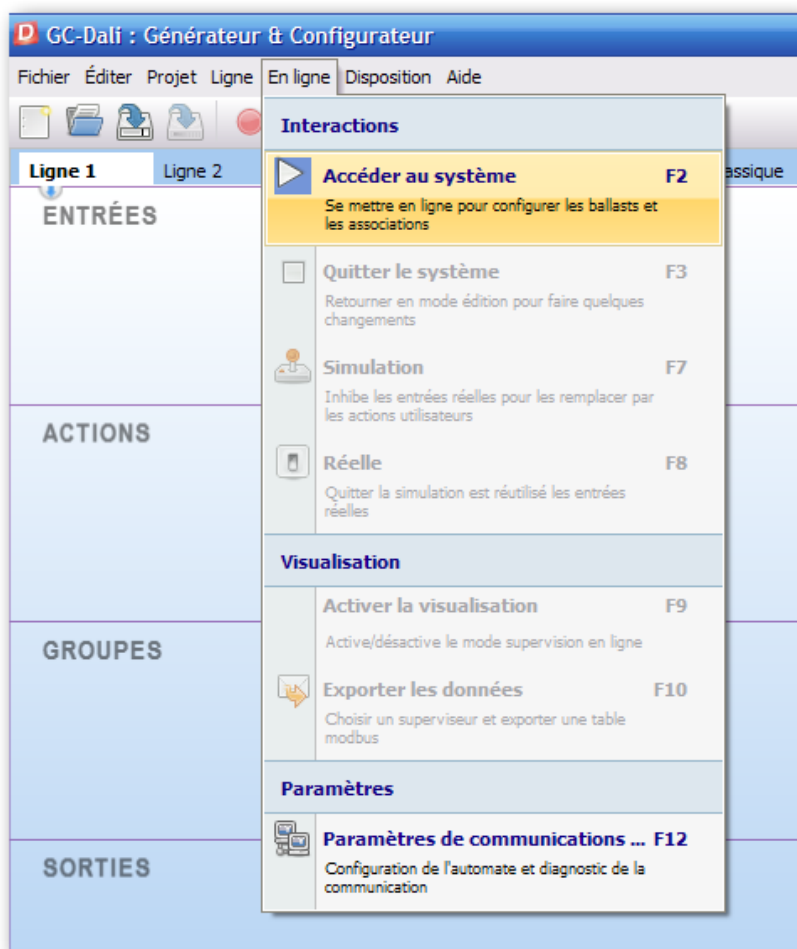 GC-Dali : Générateur & Configurateur
Fichier Éditer Projet Ligne En ligne Disposition Aide
Interactions
Ligne 1 Ligne 2
Accéder au système F2
Se mettre en ligne pour configurer les ballasts et
les associations
assique
ENTRÉES
Quitter le système F3
Retourner en mode édition pour faire quelques
changements
Simulation F7
Inhibe les entrées réelles pour les remplacer par
les actions utilisateurs
ACTIONS
Réelle F8
Quitter la simulation est réutilisé les entrées
réelles
Visualisation
Activer la visualisation F9
Active/désactive le mode supervision en ligne
GROUPES
Exporter les données F10
Choisir un superviseur et exporter une table
modbus
Paramètres
Paramètres de communications ... F12
Configuration de l'automate et diagnostic de la
communication
SORTIES